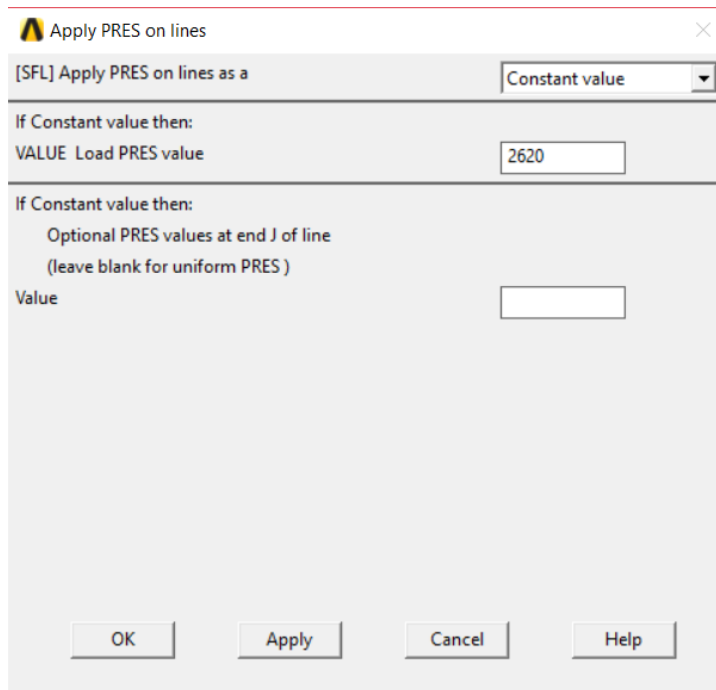 Apply PRES on lines
[SFL] Apply PRES on lines as a Constant value
If Constant value then:
VALUE Load PRES value 2620
If Constant value then:
Optional PRES values at end J of line
(leave blank for uniform PRES )
Value
OK Apply Cancel Help